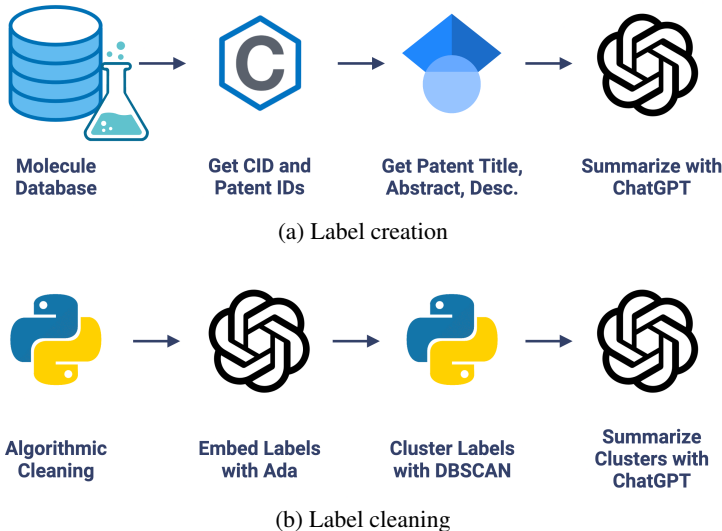 C
Molecule
Database
Get CID and
Patent IDs
Get Patent Title,
Abstract, Desc.
Summarize with
ChatGPT
(a) Label creation
Algorithmic
Cleaning
Embed Labels
with Ada
Cluster Labels
with DBSCAN
Summarize
Clusters with
ChatGPT
(b) Label cleaning